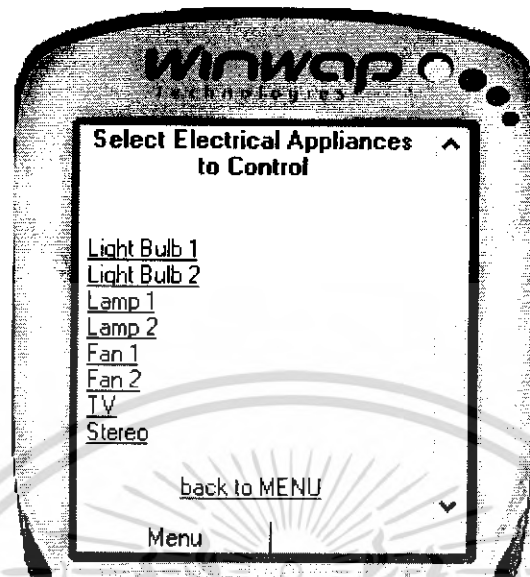 Winwap
Technologies
Select Electrical Appliances
to Control
Light Bulb 1
Light Bulb 2
Lamp 1
Lamp 2
Fan 1
Fan 2
TV
Stereo
back to MENU
Menu